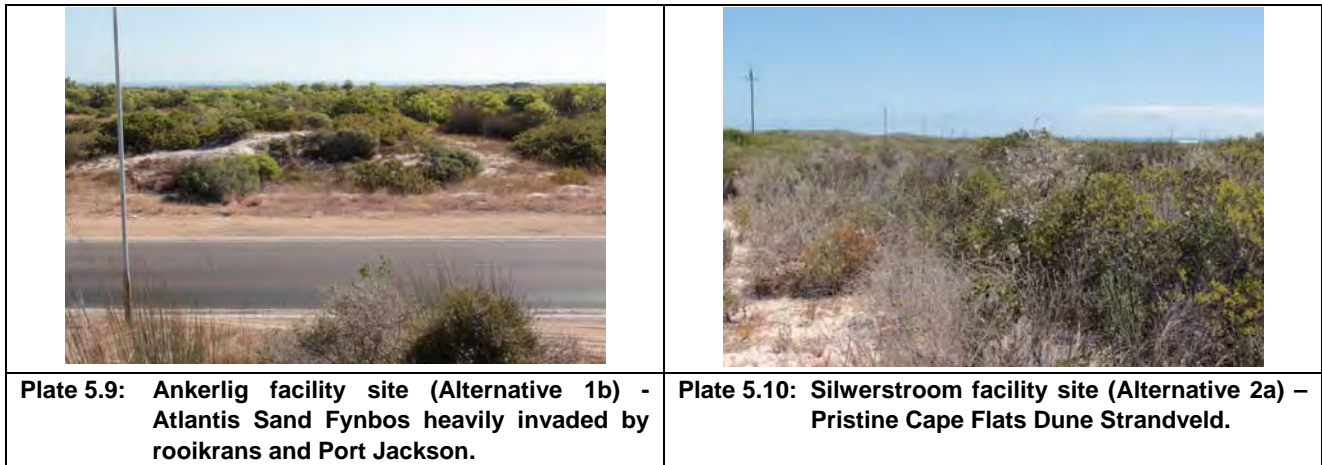 Plate 5.9: Ankerlig facility site (Alternative 1b) -
Atlantis Sand Fynbos heavily invaded by
rooikrans and Port Jackson.
Plate 5.10: Silwerstroom facility site (Alternative 2a) –
Pristine Cape Flats Dune Strandveld.